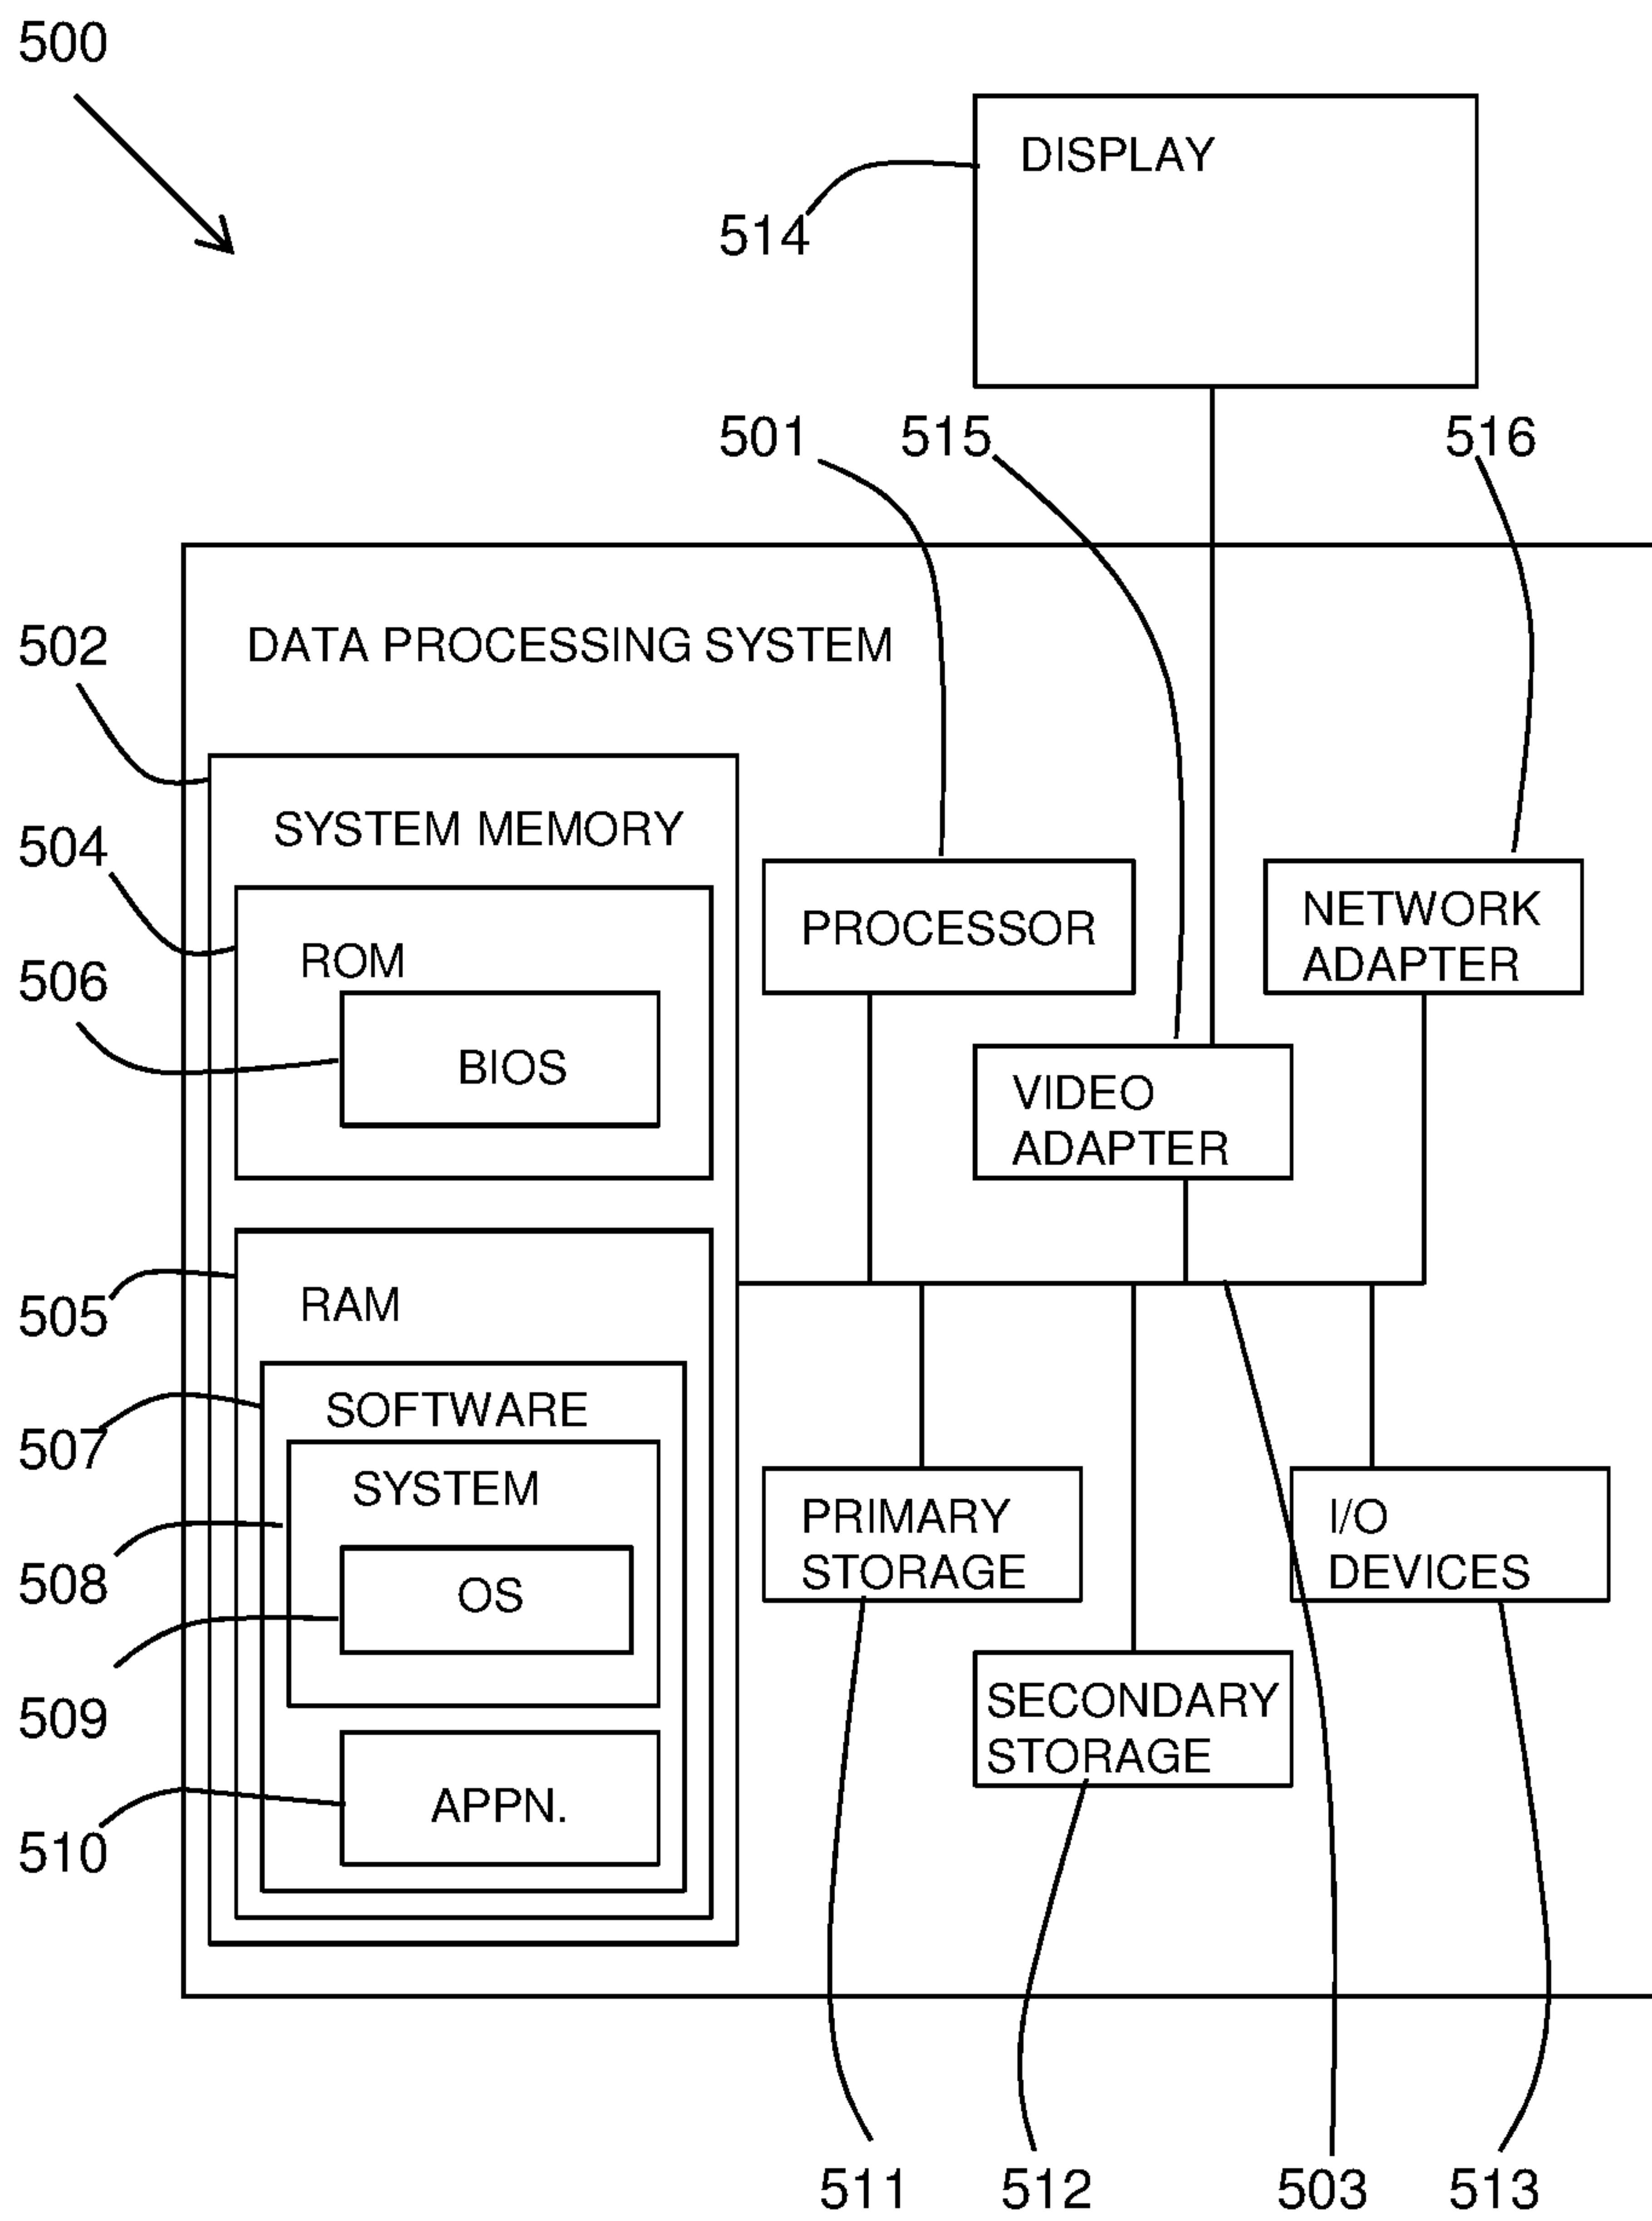 500
DISPLAY
514
501
515
516
DATA PROCESSING SYSTEM
502
SYSTEM MEMORY
504
ROM
506
BIOS
PROCESSOR
NETWORK
ADAPTER
VIDEO
ADAPTER
505
RAM
507
SOFTWARE
SYSTEM
508
OS
509
APPN.
510
PRIMARY
STORAGE
I/O
DEVICES
SECONDARY
STORAGE
511
512
503
513